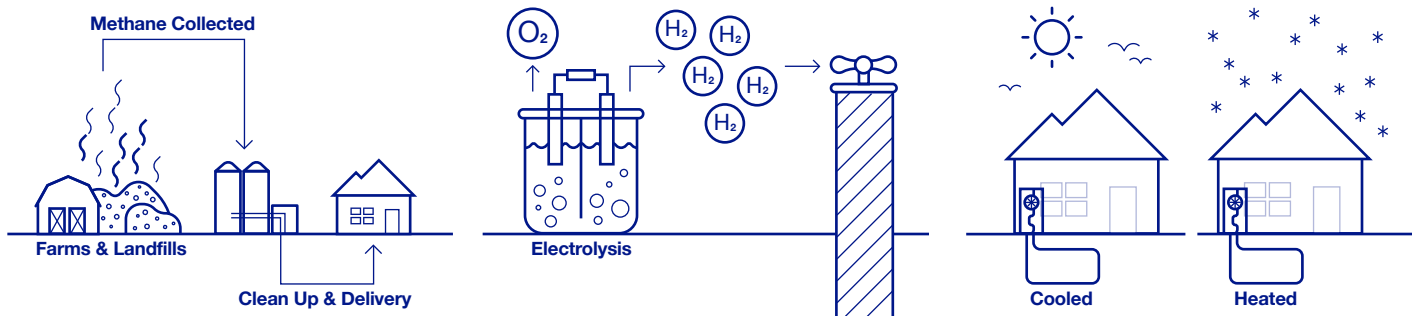 Methane Collected
Farms & Landfills
Clean Up & Delivery
O₂
H₂
H₂
H₂
H₂
H₂
Electrolysis
Cooled
Heated